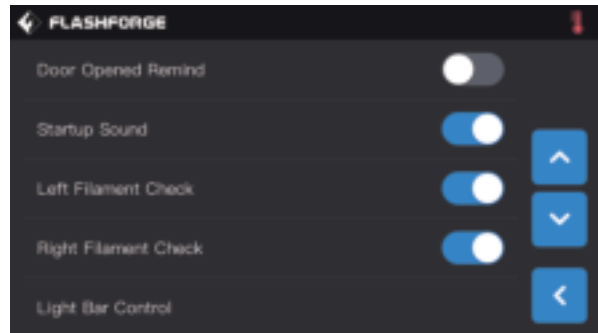 FLASHFORGE
Door Opened Remind
Startup Sound
Left Filament Check
Right Filament Check
Light Bar Control